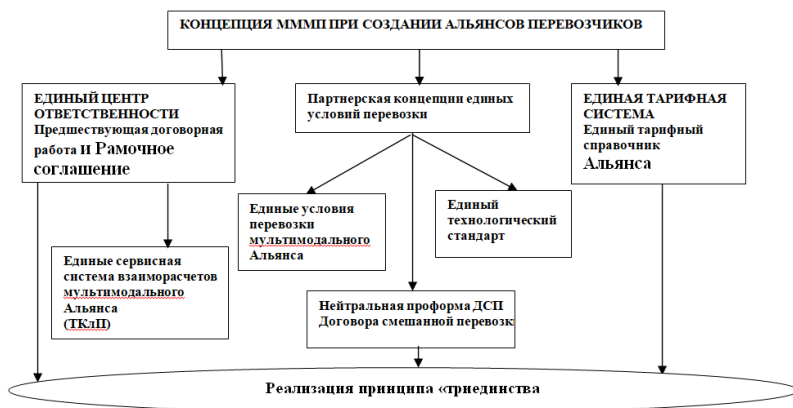 КОНЦЕПЦИЯ МММП ПРИ СОЗДАНИИ АЛЬЯНСОВ ПЕРЕВОЗЧИКОВ
ЕДИНЫЙ ЦЕНТР
ОТВЕТСТВЕННОСТИ
Предшествующая договорная
работа и Рамочное
соглашение
Партнерская концепции единых
условий перевозки
ЕДИНАЯ ТАРИФНАЯ
СИСТЕМА
Единый тарифный
справочник
Альянса
Единые условия
перевозки
мультимодального
Альянса
Единый
технологический
стандарт
Единые сервисная
система взаиморасчетов
мультимодального
Альянса
(ТКлП)
Нейтральная проформа ДСП
Договора смешанной перевозк
Реализация принципа «триединства